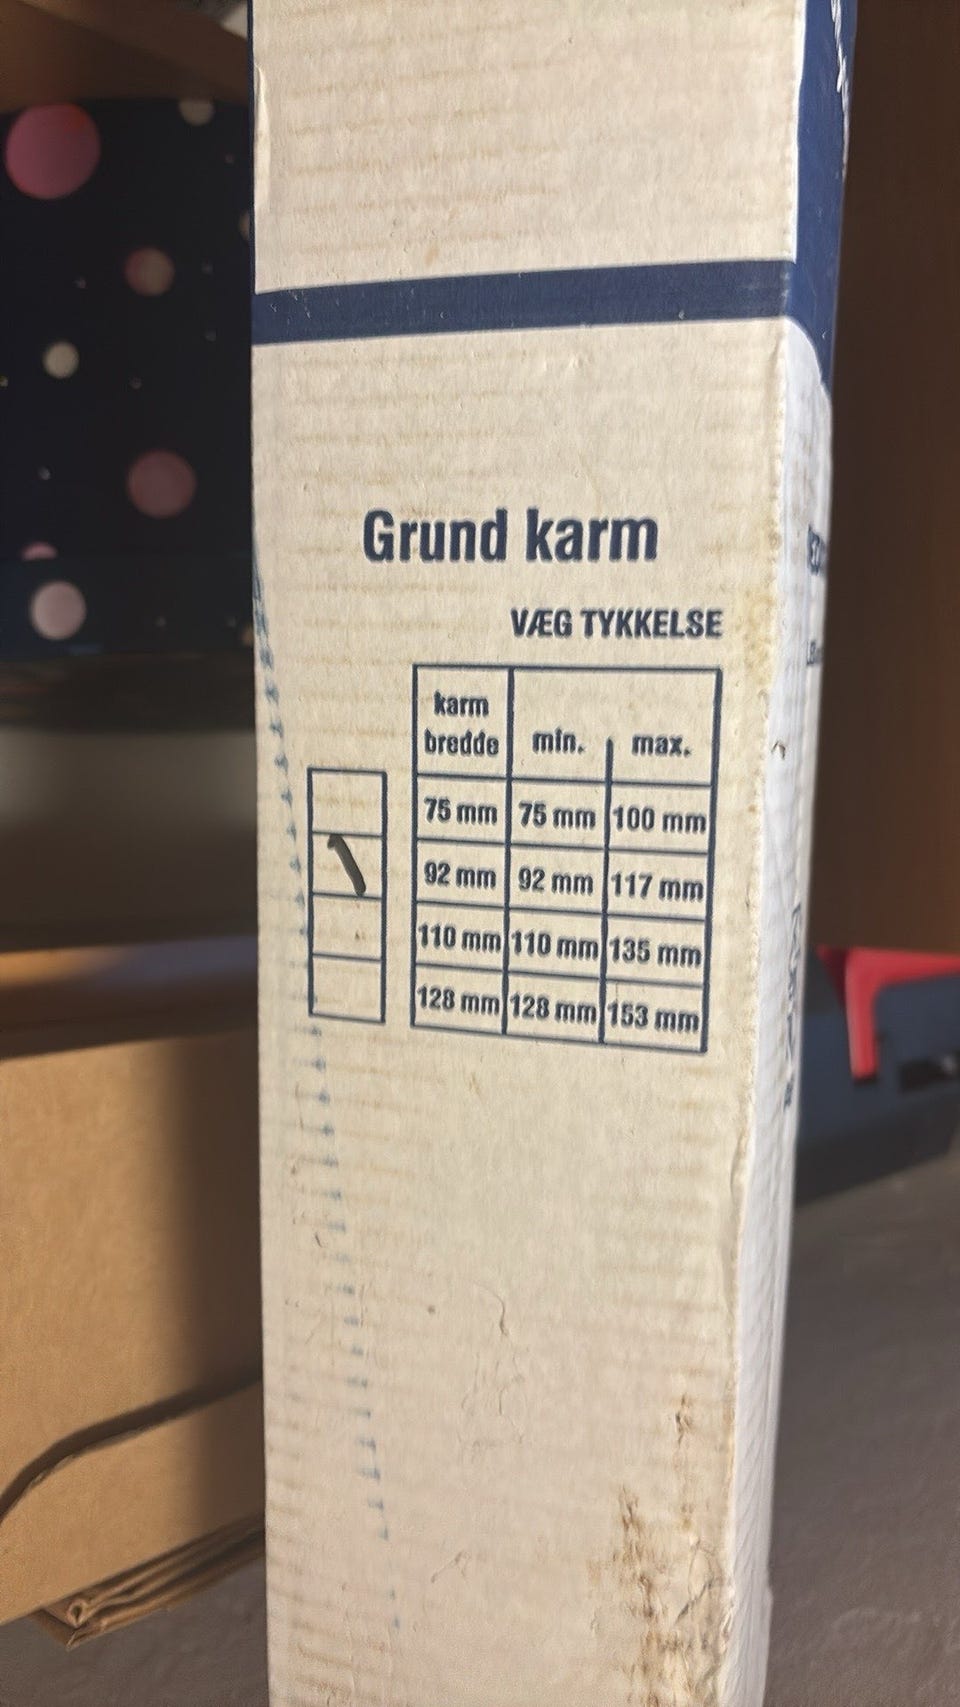 Grund karm
VÆG TYKKELSE
karm
bredde min. max.
75 mm 75 mm 100 mm
92 mm 92 mm 117 mm
110 mm 110 mm 135 mm
128 mm 128 mm 153 mm